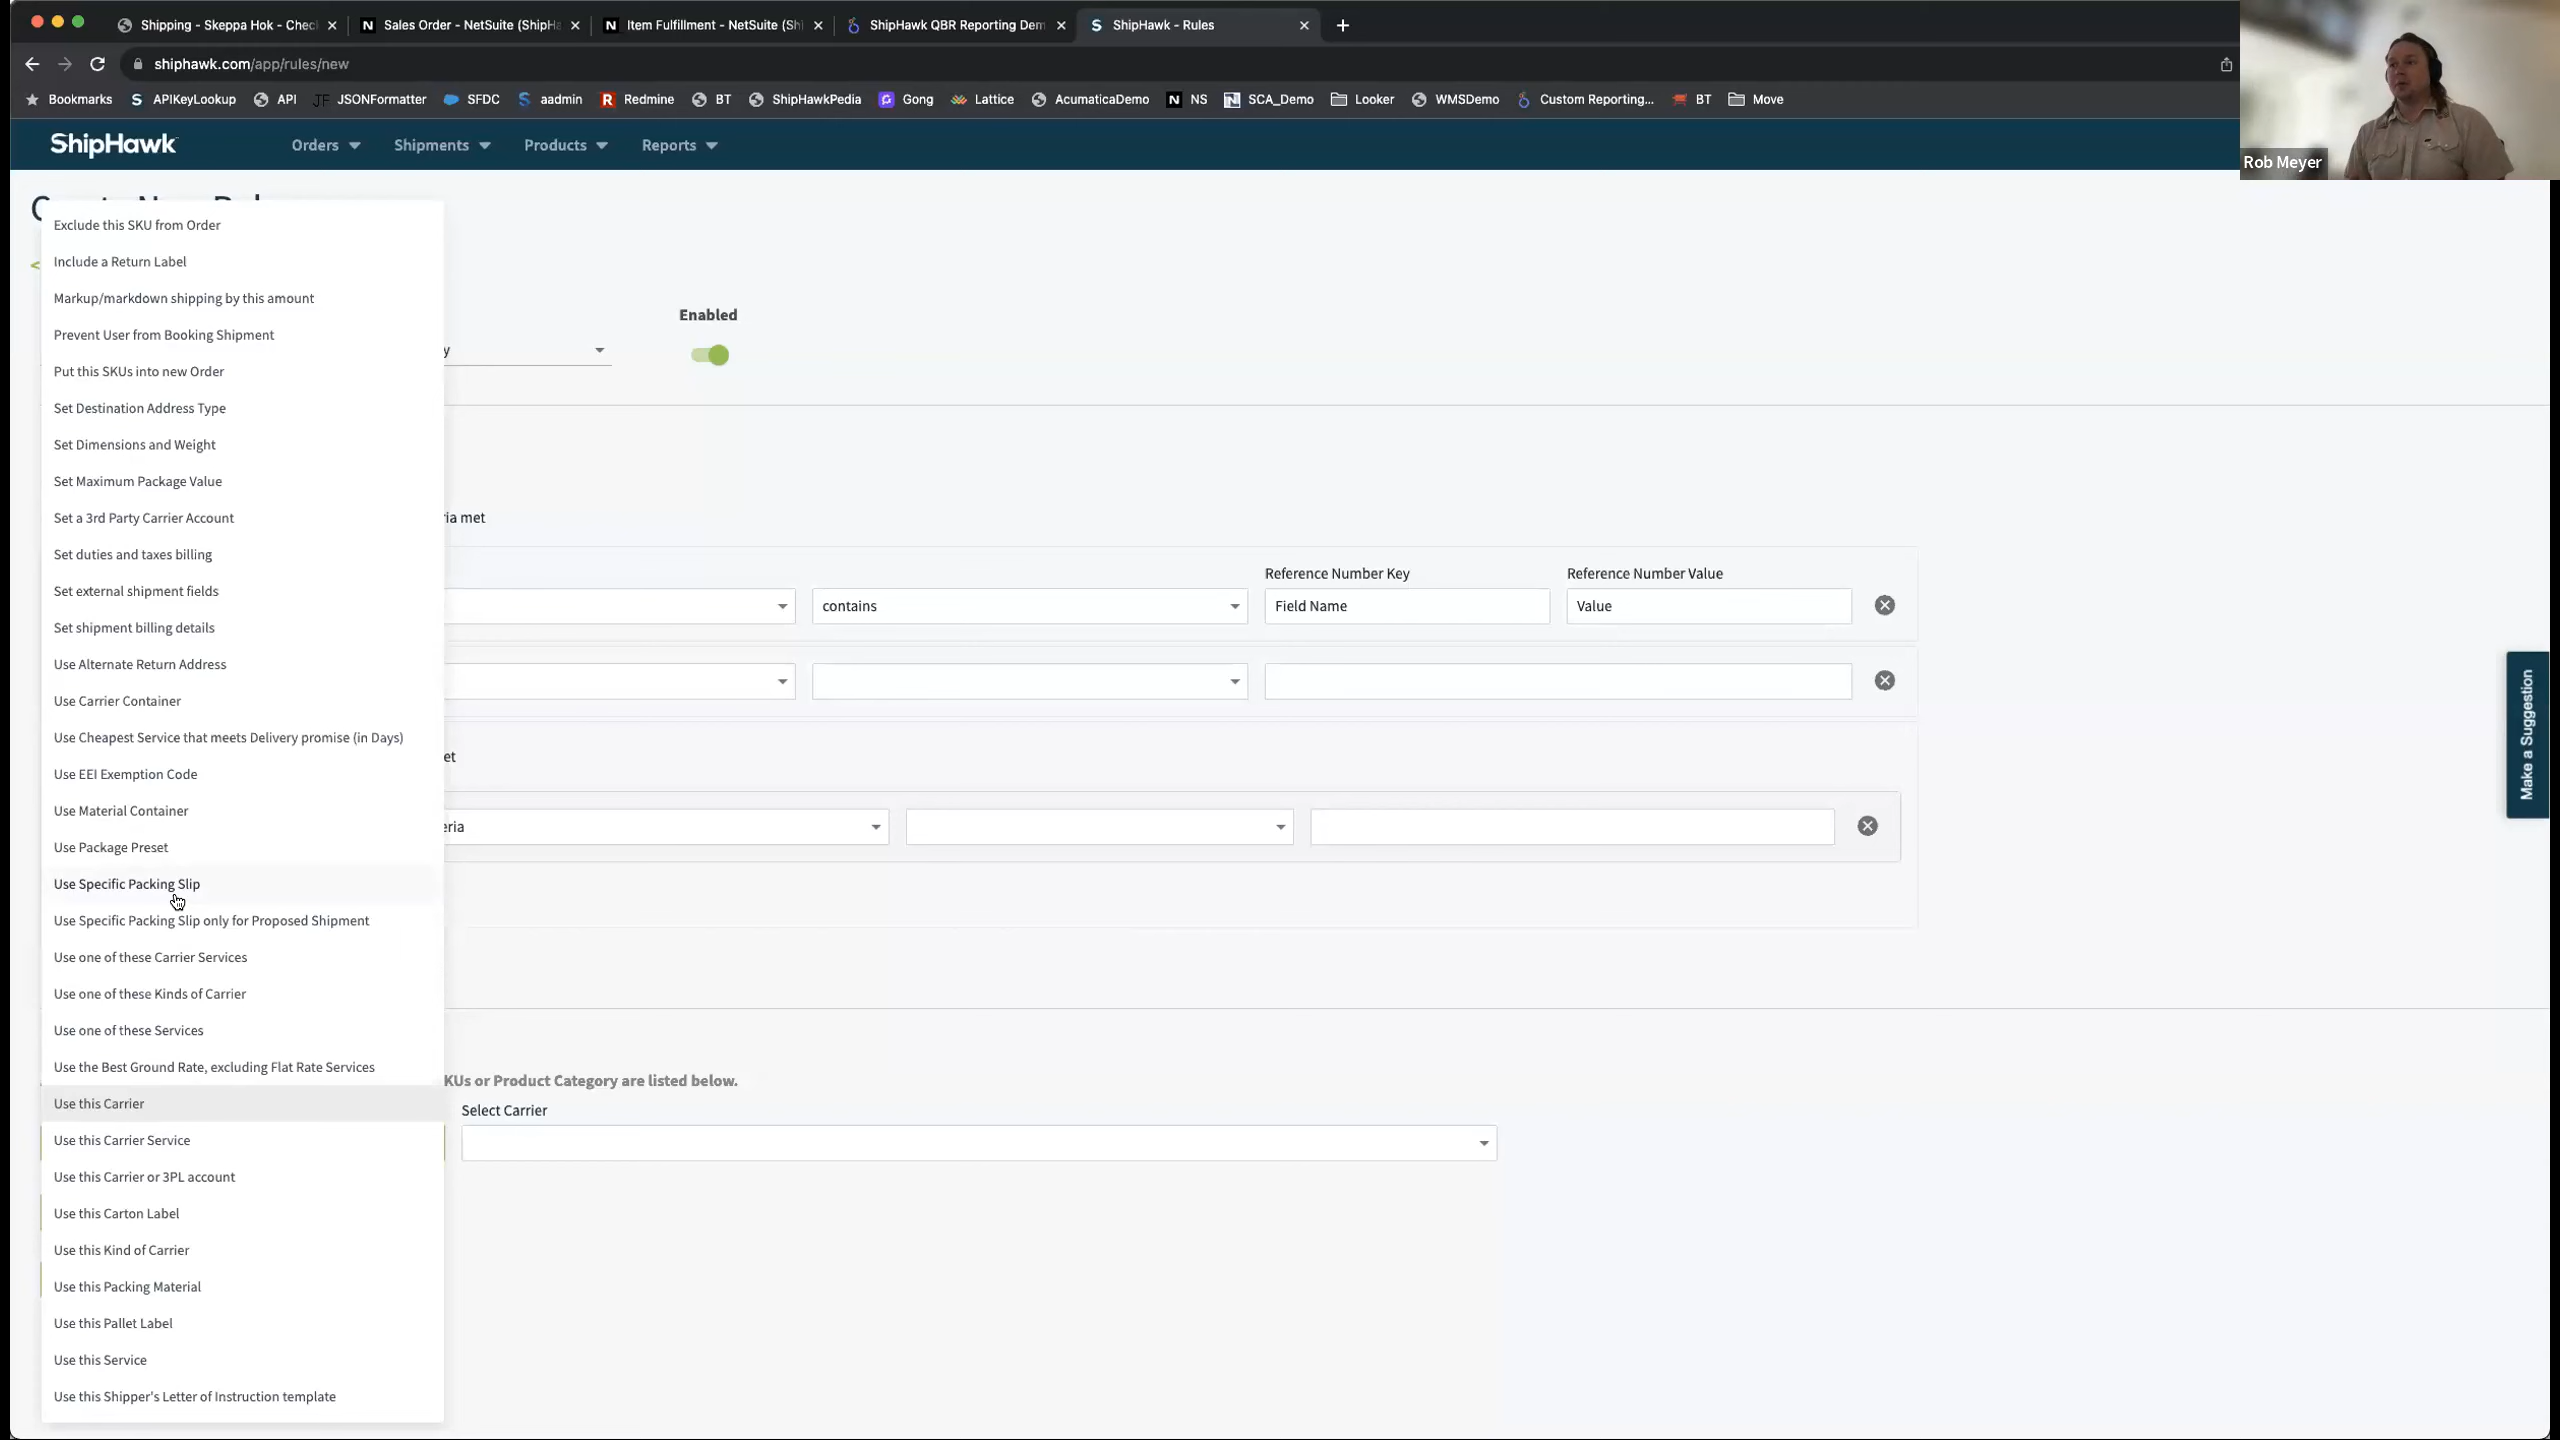 Shipping - Skeppa Hok - Chec
Sales Order - NetSuite (ShipHa
Item Fulfillment - NetSuite (Shi
ShipHawk QBR Reporting Dem
ShipHawk - Rules
shiphawk.com/app/rules/new
Bookmarks
APIKeyLookup
API
JSONFormatter
SFDC
aadmin
Redmine
BT
ShipHawkPedia
Gong
Lattice
AcumaticaDemo
NS
SCA_Demo
Looker
WMSDemo
Custom Reporting...
BT
Move
Rob Meyer
ShipHawk
Orders
Shipments
Products
Reports
Exclude this SKU from Order
Include a Return Label
Markup/markdown shipping by this amount
Prevent User from Booking Shipment
Put this SKUs into new Order
Set Destination Address Type
Set Dimensions and Weight
Set Maximum Package Value
Set a 3rd Party Carrier Account
Set duties and taxes billing
Set external shipment fields
Set shipment billing details
Use Alternate Return Address
Use Carrier Container
Use Cheapest Service that meets Delivery promise (in Days)
Use EEI Exemption Code
Use Material Container
Use Package Preset
Use Specific Packing Slip
Use Specific Packing Slip only for Proposed Shipment
Use one of these Carrier Services
Use one of these Kinds of Carrier
Use one of these Services
Use the Best Ground Rate, excluding Flat Rate Services
Use this Carrier
Use this Carrier Service
Use this Carrier or 3PL account
Use this Carton Label
Use this Kind of Carrier
Use this Packing Material
Use this Pallet Label
Use this Service
Use this Shipper's Letter of Instruction template
Enabled
y
ia met
Reference Number Key
Reference Number Value
contains
Field Name
Value
et
eria
KUs or Product Category are listed below.
Select Carrier
Make a Suggestion